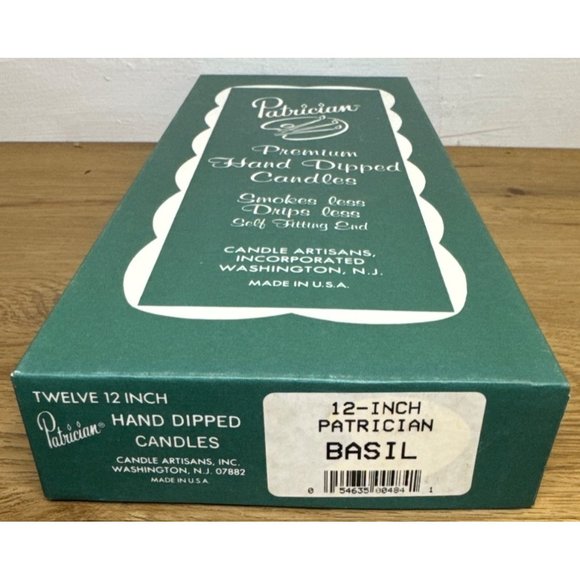 Patrician®
Premium
Hand Dipped
Candles
Smokes less
Drips less
Self Fitting End
CANDLE ARTISANS,
INCORPORATED
WASHINGTON, N.J.
MADE IN U.S.A.
TWELVE 12 INCH
Patrician®
HAND DIPPED
CANDLES
CANDLE ARTISANS, INC.
WASHINGTON, N.J. 07882
MADE IN U.S.A.
12-INCH
PATRICIAN
BASIL
0 54635 00484 1